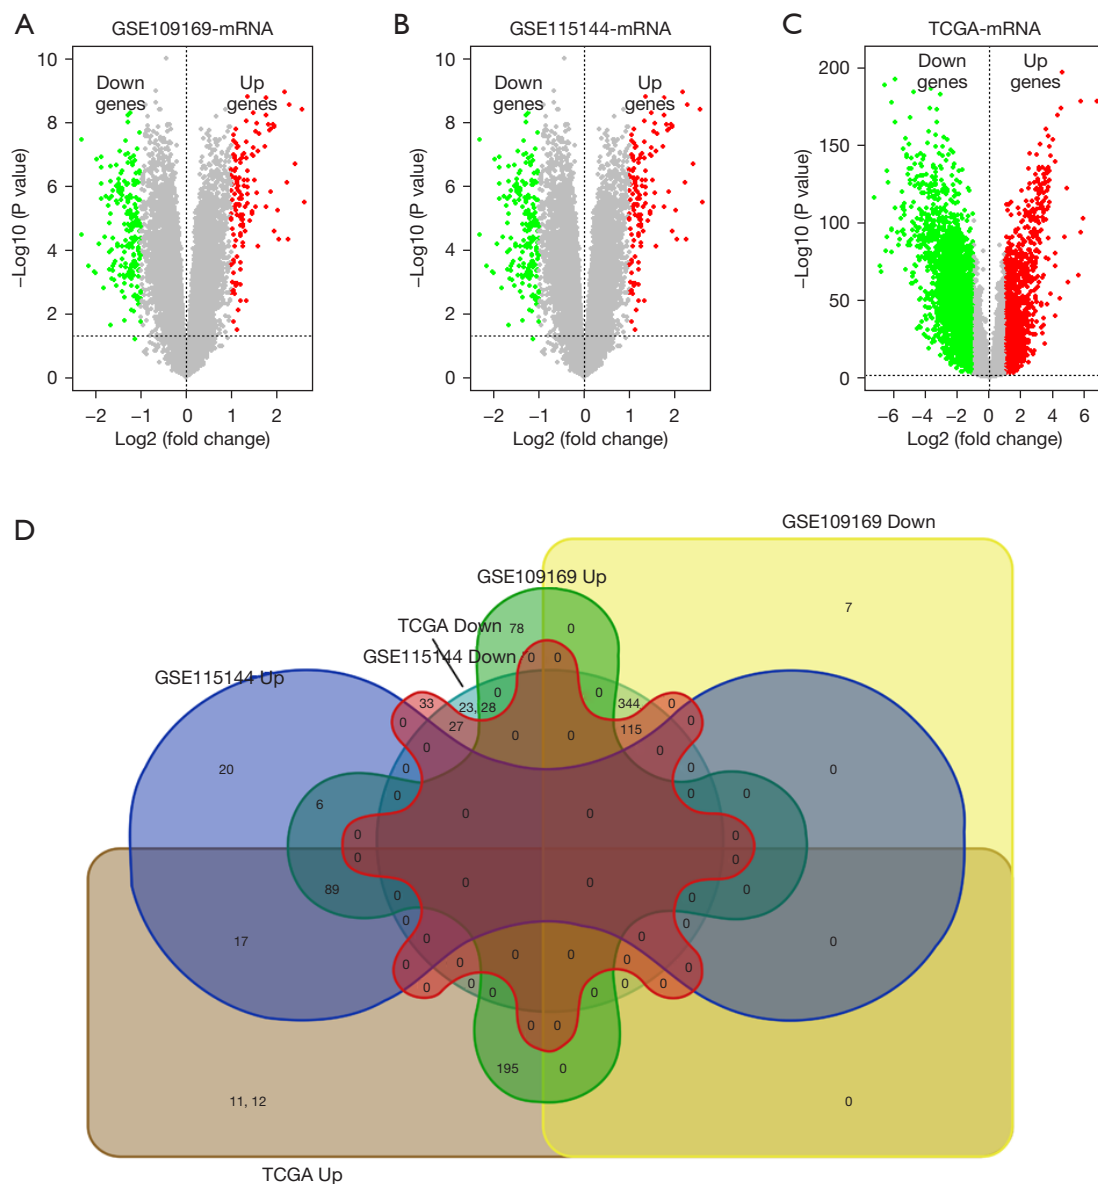 A
GSE109169-mRNA
10
8
6
4
2
0
−Log10 (P value)
Down
genes
Up
genes
−2 −1 0 1 2
Log2 (fold change)
B
GSE115144-mRNA
10
8
6
4
2
0
−Log10 (P value)
Down
genes
Up
genes
−2 −1 0 1 2
Log2 (fold change)
C
TCGA-mRNA
200
150
100
50
0
−Log10 (P value)
Down
genes
Up
genes
−6 −4 −2 0 2 4 6
Log2 (fold change)
D
GSE109169 Down
GSE109169 Up
TCGA Down
GSE115144 Down
GSE115144 Up
7
78 0
0 0
0 0
33 23, 28 344 0
0 27 0 0 115 0
0 0
20 0 0 0
0 0 0
6 0
0 0 0 0
0 0
89 0 0 0
0 0
0 0
17 0 0 0 0 0 0
0 0 0 0
0 0 0 0 0 0
0 0
195 0
11, 12 0
TCGA Up